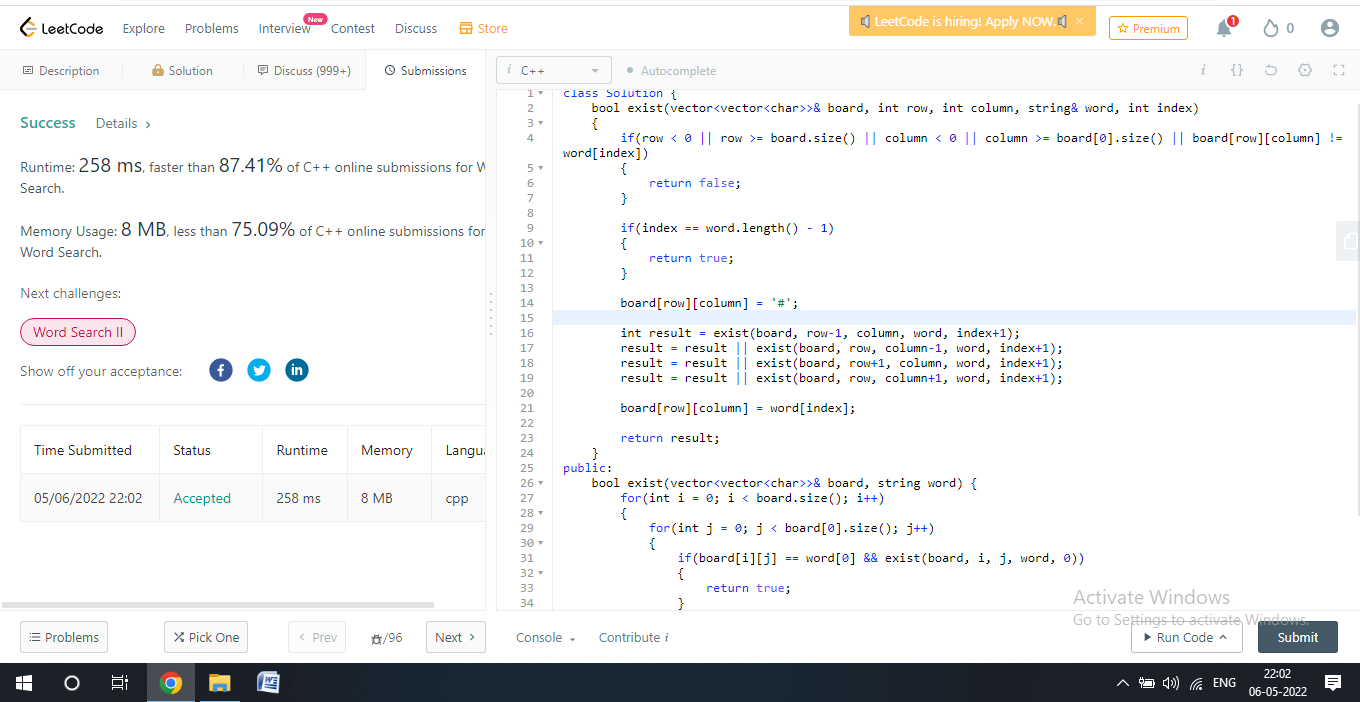 LeetCode
Explore
Problems
Interview
New
Contest
Discuss
Store
LeetCode is hiring! Apply NOW.
×
Premium
1
0
Description
Solution
Discuss (999+)
Submissions
i C++
Autocomplete
i {}
Success Details >
Runtime: 258 ms, faster than 87.41% of C++ online submissions for W
Search.
Memory Usage: 8 MB, less than 75.09% of C++ online submissions for
Word Search.
Next challenges:
Word Search II
Show off your acceptance:
f
in
Time Submitted Status Runtime Memory Langu
05/06/2022 22:02 Accepted 258 ms 8 MB cpp
1 class Solution {
2 bool exist(vector<vector<char>>& board, int row, int column, string& word, int index)
3 {
4 if(row < 0 || row >= board.size() || column < 0 || column >= board[0].size() || board[row][column] !=
word[index])
5 {
6 return false;
7 }
8
9 if(index == word.length() - 1)
10 {
11 return true;
12 }
13
14 board[row][column] = '#';
15
16 int result = exist(board, row-1, column, word, index+1);
17 result = result || exist(board, row, column-1, word, index+1);
18 result = result || exist(board, row+1, column, word, index+1);
19 result = result || exist(board, row, column+1, word, index+1);
20
21 board[row][column] = word[index];
22
23 return result;
24 }
25 public:
26 bool exist(vector<vector<char>>& board, string word) {
27 for(int i = 0; i < board.size(); i++)
28 {
29 for(int j = 0; j < board[0].size(); j++)
30 {
31 if(board[i][j] == word[0] && exist(board, i, j, word, 0))
32 {
33 return true;
34 }
Activate Windows
Go to Settings to activate Windows.
Problems
Pick One
< Prev
/96
Next >
Console
Contribute i
Run Code
Submit
W
ENG
22:02
06-05-2022